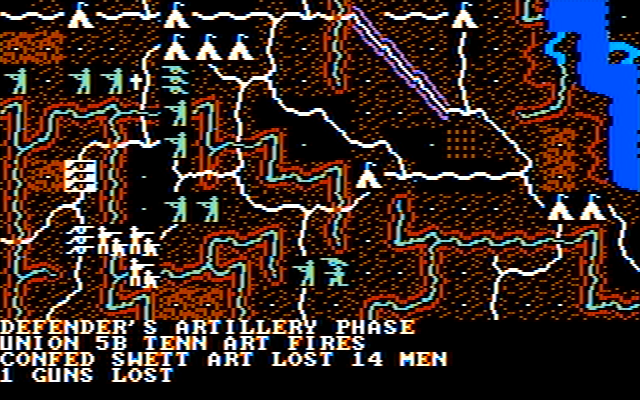 DEFENDER'S ARTILLERY PHASE
UNION 5B TENN ART FIRES
CONFED SWETT ART LOST 14 MEN
1 GUNS LOST